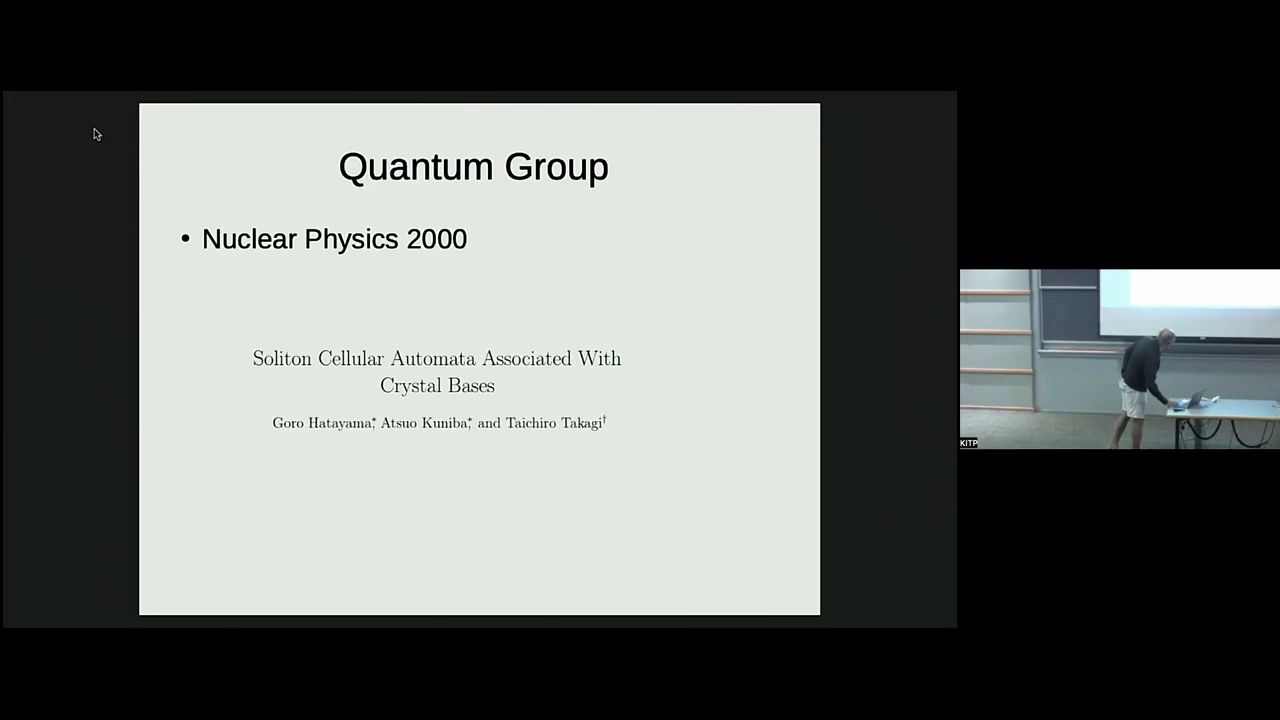 Quantum Group
• Nuclear Physics 2000
Soliton Cellular Automata Associated With
Crystal Bases
Goro Hatayama,* Atsuo Kuniba,* and Taichiro Takagi†
KITP